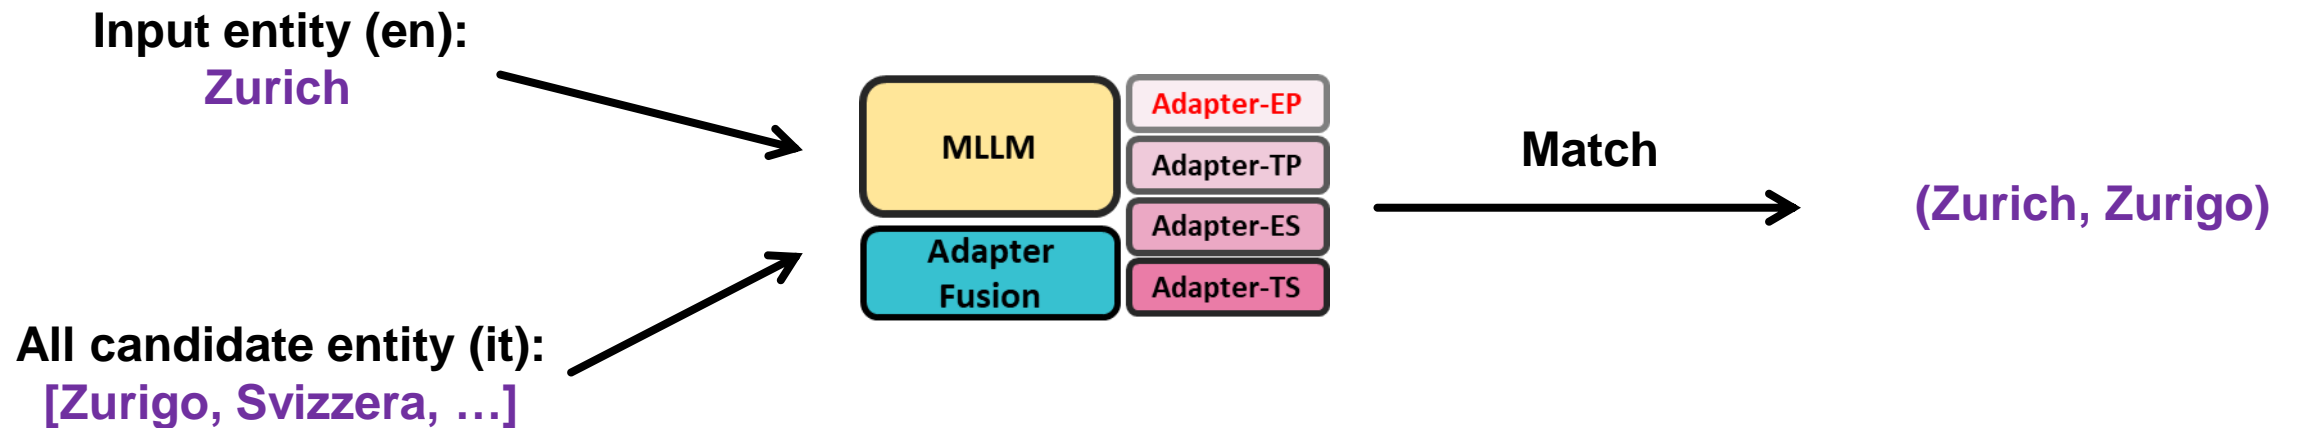 Input entity (en):
Zurich
All candidate entity (it):
[Zurigo, Svizzera, …]
MLLM
Adapter
Fusion
Adapter-EP
Adapter-TP
Adapter-ES
Adapter-TS
Match
(Zurich, Zurigo)